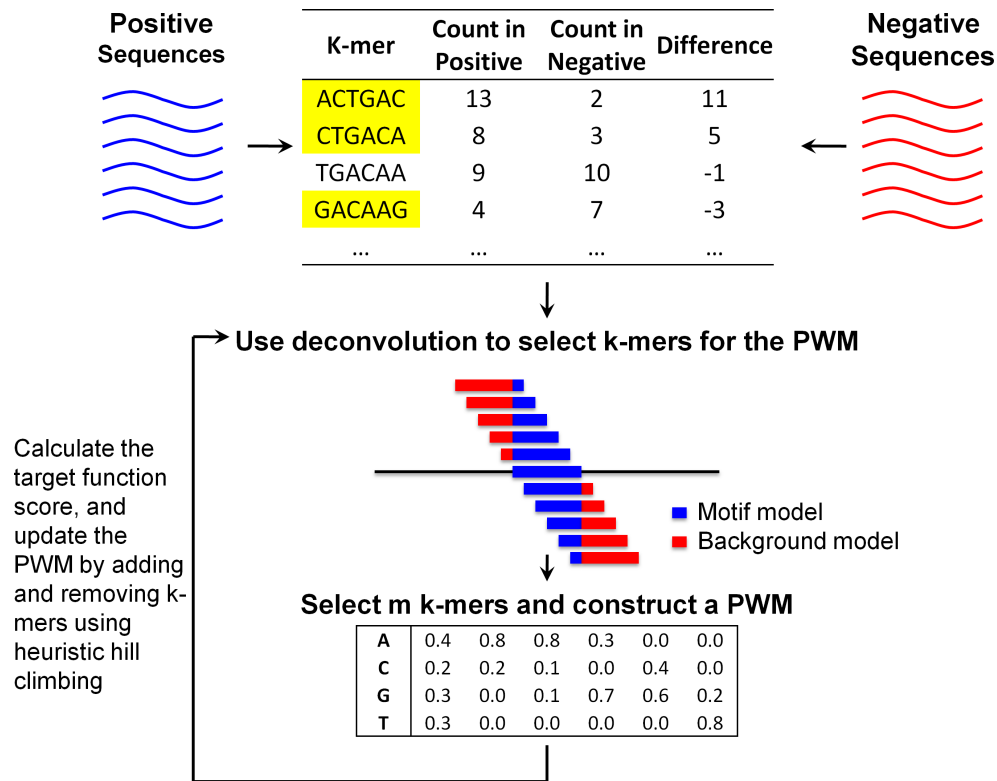 Positive
Sequences
K-mer
Count in
Positive
Count in
Negative
Difference
Negative
Sequences
ACTGAC 13 2 11
CTGACA 8 3 5
TGACAA 9 10 -1
GACAAG 4 7 -3
... ... ... ...
Use deconvolution to select k-mers for the PWM
Calculate the
target function
score, and
update the
PWM by adding
and removing k-
mers using
heuristic hill
climbing
Motif model
Background model
Select m k-mers and construct a PWM
A 0.4 0.8 0.8 0.3 0.0 0.0
C 0.2 0.2 0.1 0.0 0.4 0.0
G 0.3 0.0 0.1 0.7 0.6 0.2
T 0.3 0.0 0.0 0.0 0.0 0.8